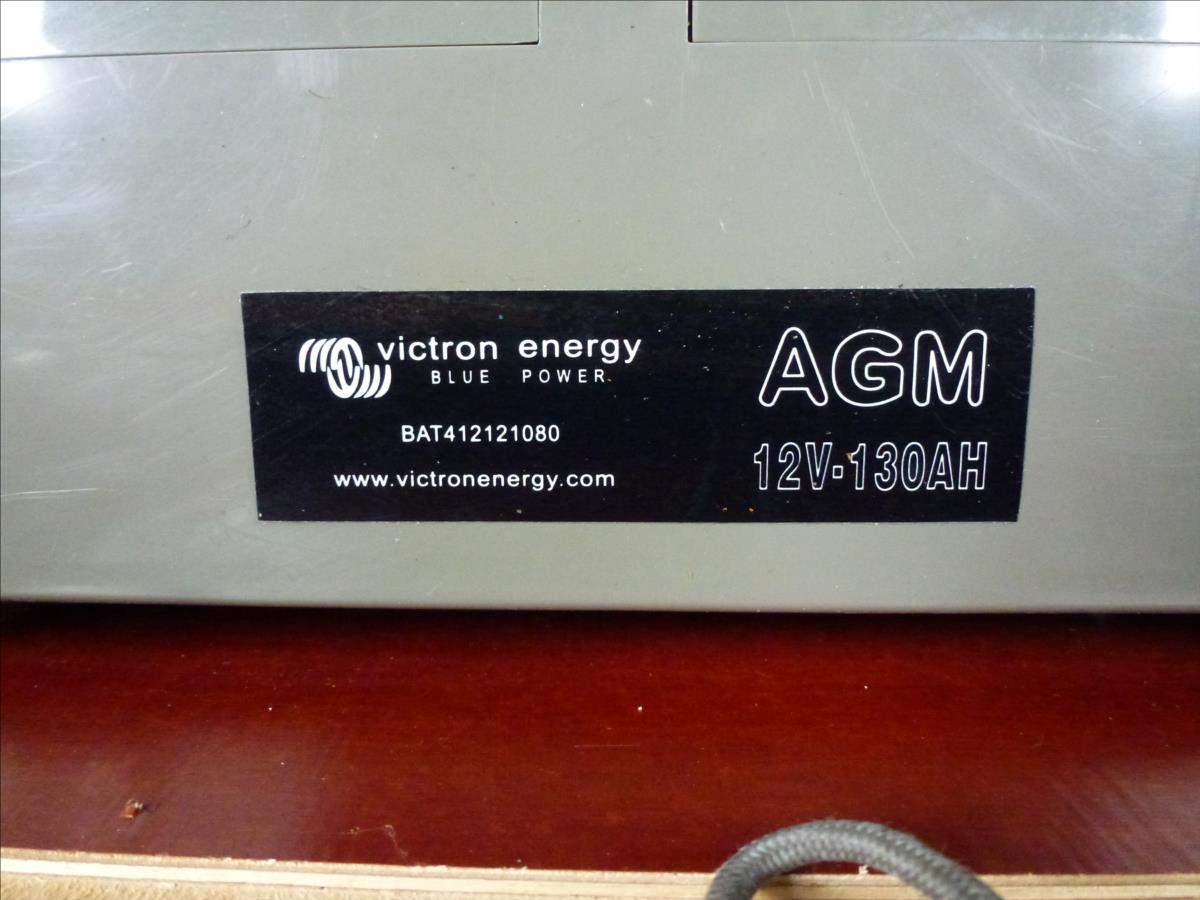 victron energy
BLUE POWER
BAT412121080
www.victronenergy.com
AGM
12V-130AH